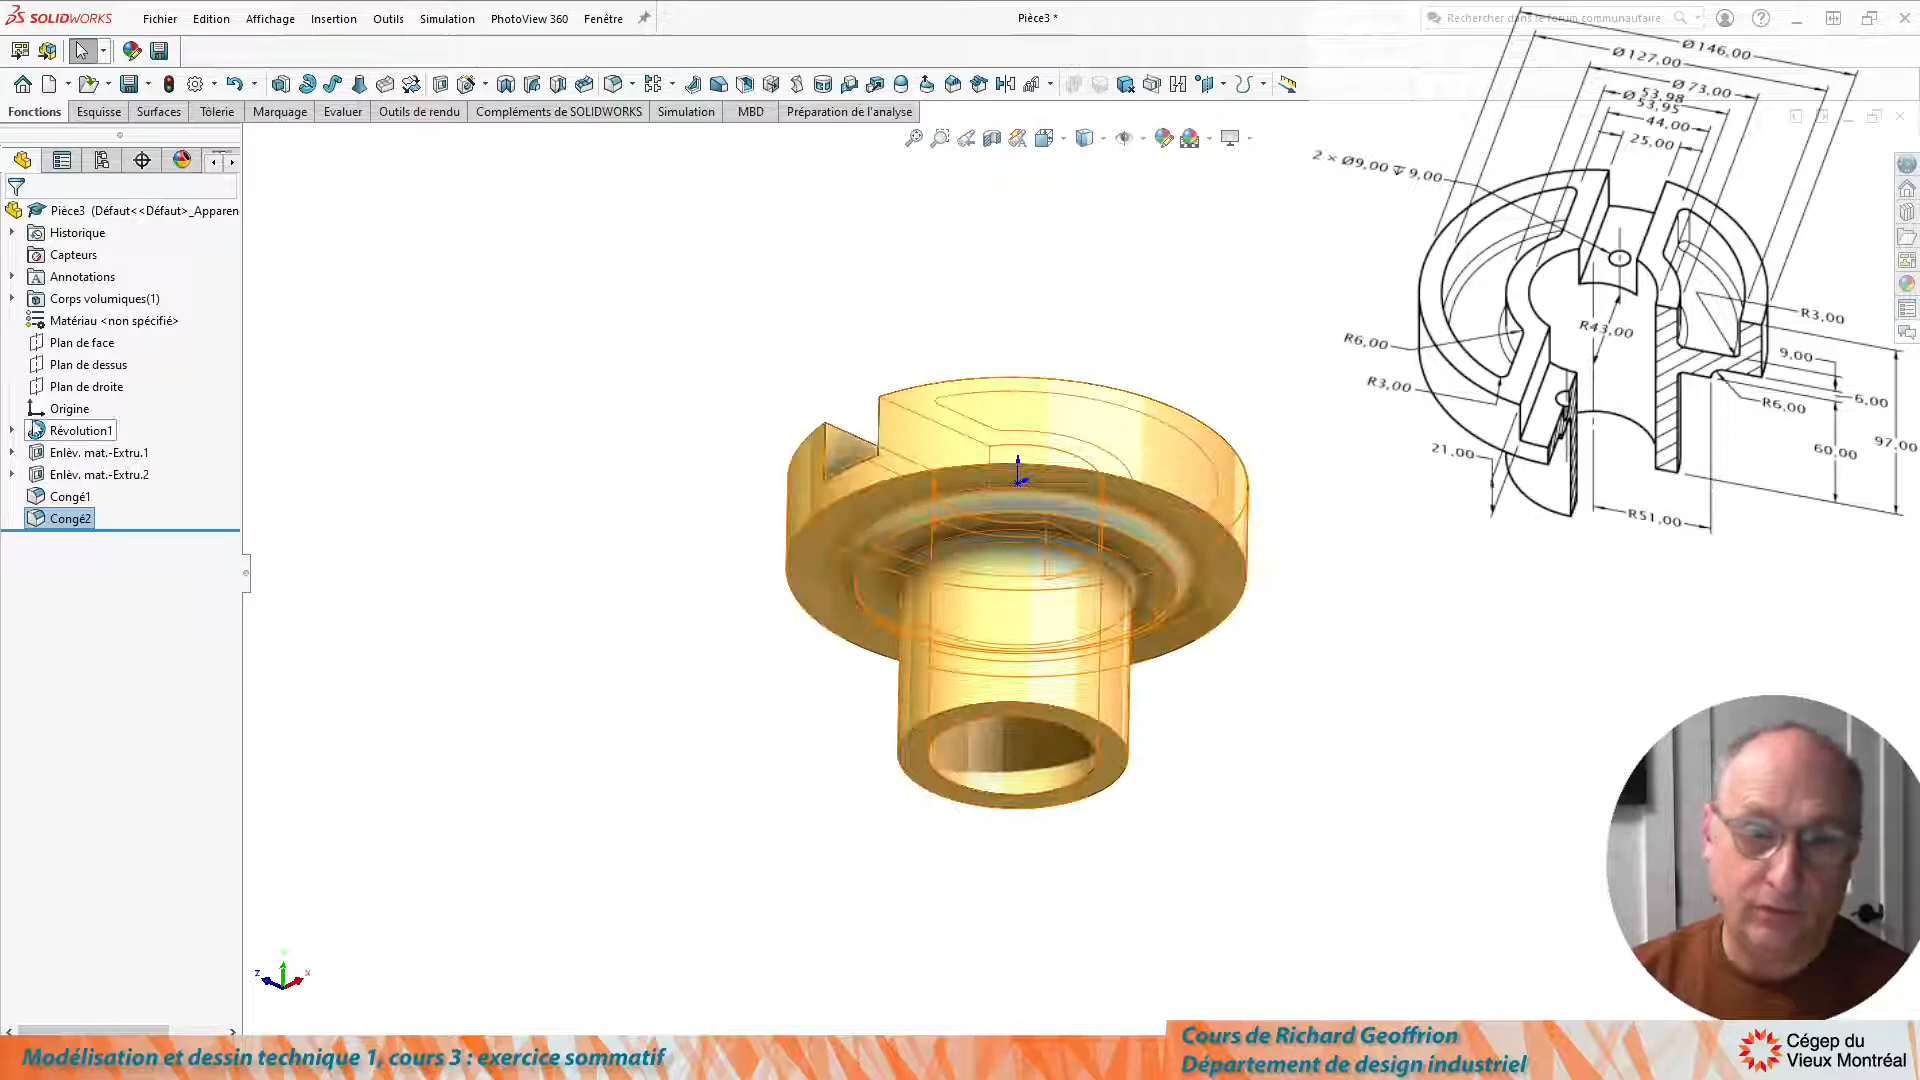 SOLIDWORKS
Fichier Edition Affichage Insertion Outils Simulation PhotoView 360 Fenêtre
Pièce3 *
Rechercher dans le forum communautaire
Fonctions Esquisse Surfaces Tôlerie Marquage Evaluer Outils de rendu Compléments de SOLIDWORKS Simulation MBD Préparation de l'analyse
Pièce3 (Défaut<<Défaut>_Apparen
Historique
Capteurs
Annotations
Corps volumiques(1)
Matériau <non spécifié>
Plan de face
Plan de dessus
Plan de droite
Origine
Révolution1
Enlèv. mat.-Extru.1
Enlèv. mat.-Extru.2
Congé1
Congé2
Ø146,00
Ø127,00
Ø73,00
Ø 53,98
53,95
44,00
25,00
2 × Ø9,00 ↧ 9,00
R3,00
R43,00
R6,00
9,00
R3,00
6,00
R6,00
97,00
21,00
60,00
R51,00
z x
Modélisation et dessin technique 1, cours 3 : exercice sommatif
Cours de Richard Geoffrion
Département de design industriel
Cégep du
Vieux Montréal